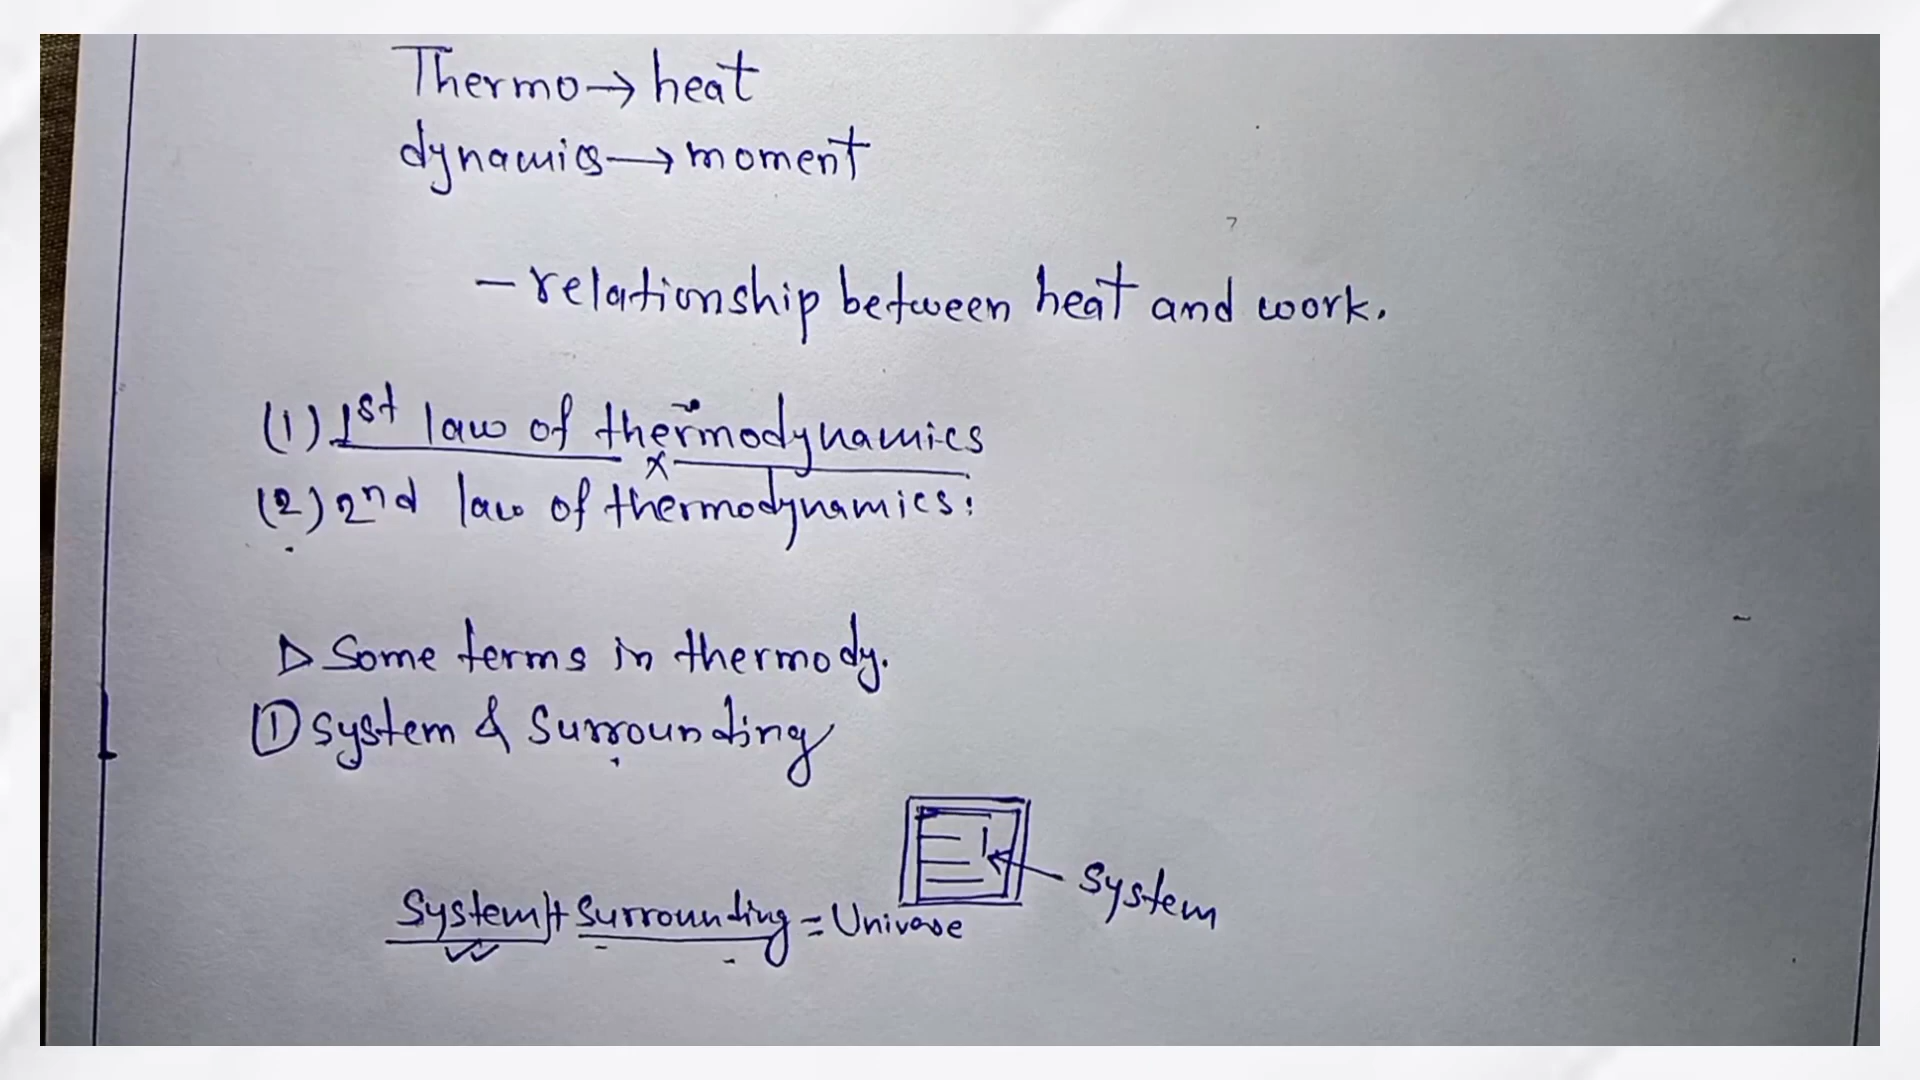 Thermo → heat
dynamics → moment
- relationship between heat and work.
(1) 1st law of thermodynamics
(2) 2nd law of thermodynamics:
▷ Some terms in thermody.
① System & Surrounding
System
System + Surrounding = Universe